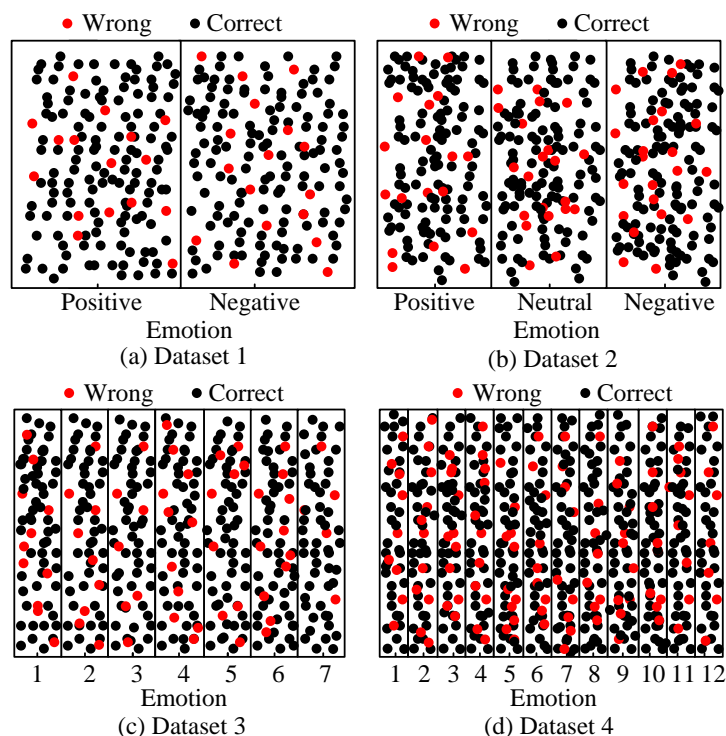 Wrong Correct
Positive Negative
Emotion
(a) Dataset 1
Wrong Correct
Positive Neutral Negative
Emotion
(b) Dataset 2
Wrong Correct
1 2 3 4 5 6 7
Emotion
(c) Dataset 3
Wrong Correct
1 2 3 4 5 6 7 8 9 10 11 12
Emotion
(d) Dataset 4